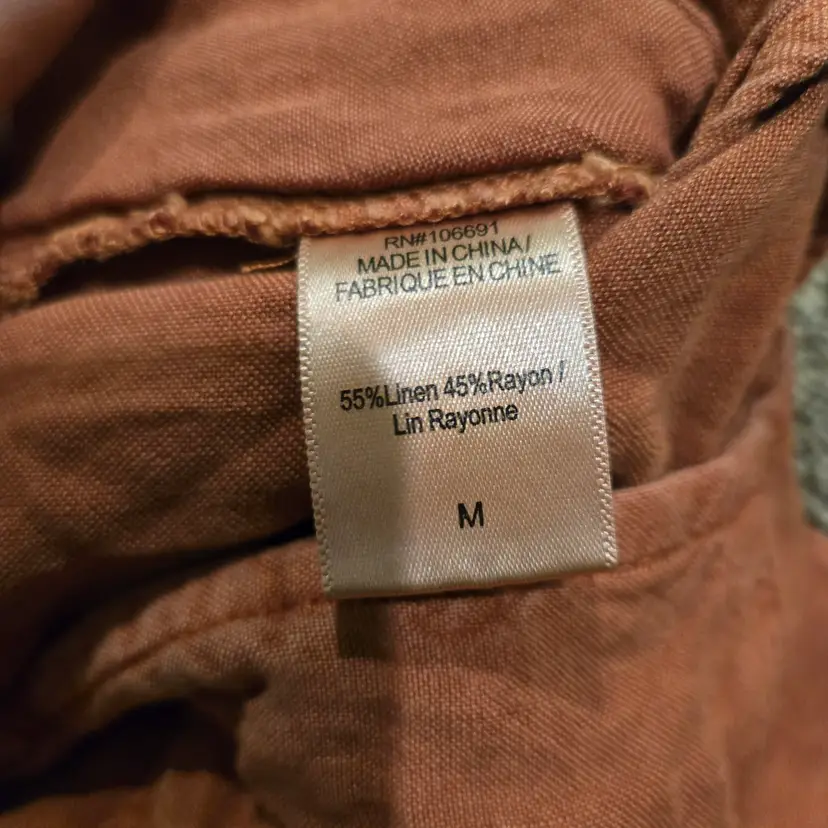 RN#106691
MADE IN CHINA/
FABRIQUE EN CHINE
55%Linen 45%Rayon /
Lin Rayonne
M